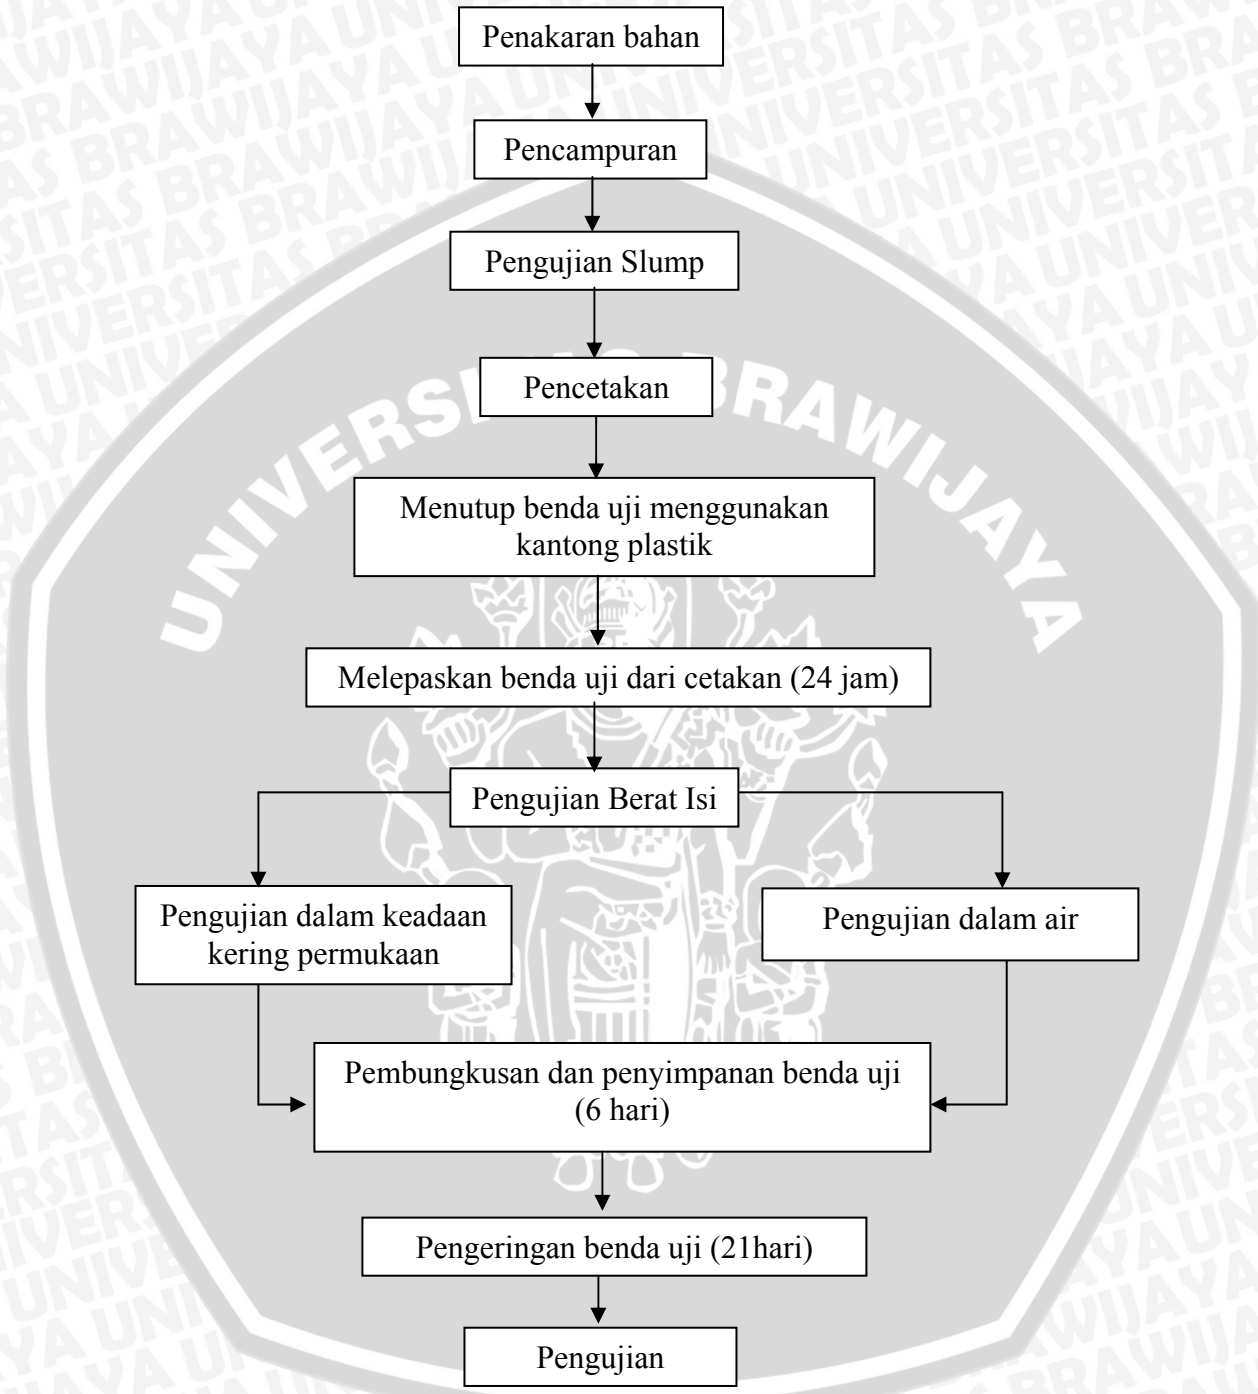 Penakaran bahan
Pencampuran
Pengujian Slump
Pencetakan
Menutup benda uji menggunakan
kantong plastik
Melepaskan benda uji dari cetakan (24 jam)
Pengujian Berat Isi
Pengujian dalam keadaan
kering permukaan
Pengujian dalam air
Pembungkusan dan penyimpanan benda uji
(6 hari)
Pengeringan benda uji (21hari)
Pengujian
UNIVERSITAS BRAWIJAYA